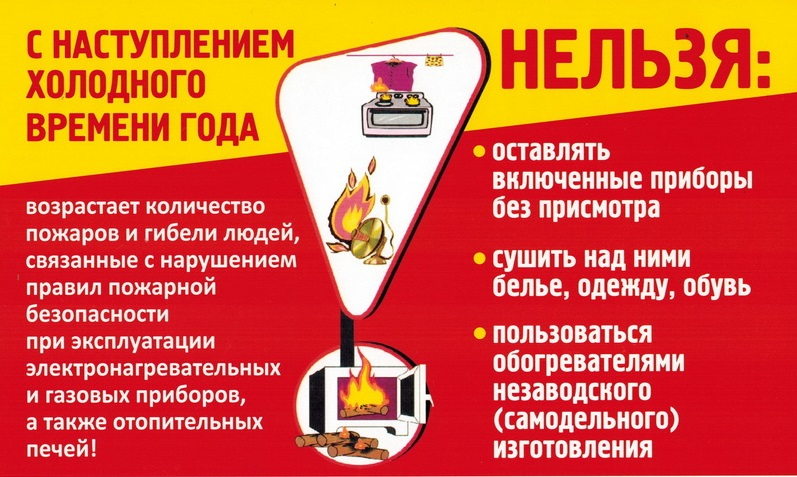 С НАСТУПЛЕНИЕМ
ХОЛОДНОГО
ВРЕМЕНИ ГОДА
возрастает количество
пожаров и гибели людей,
связанные с нарушением
правил пожарной
безопасности
при эксплуатации
электронагревательных
и газовых приборов,
а также отопительных
печей!
НЕЛЬЗЯ:
• оставлять
включенные приборы
без присмотра
• сушить над ними
белье, одежду, обувь
• пользоваться
обогревателями
незаводского
(самодельного)
изготовления